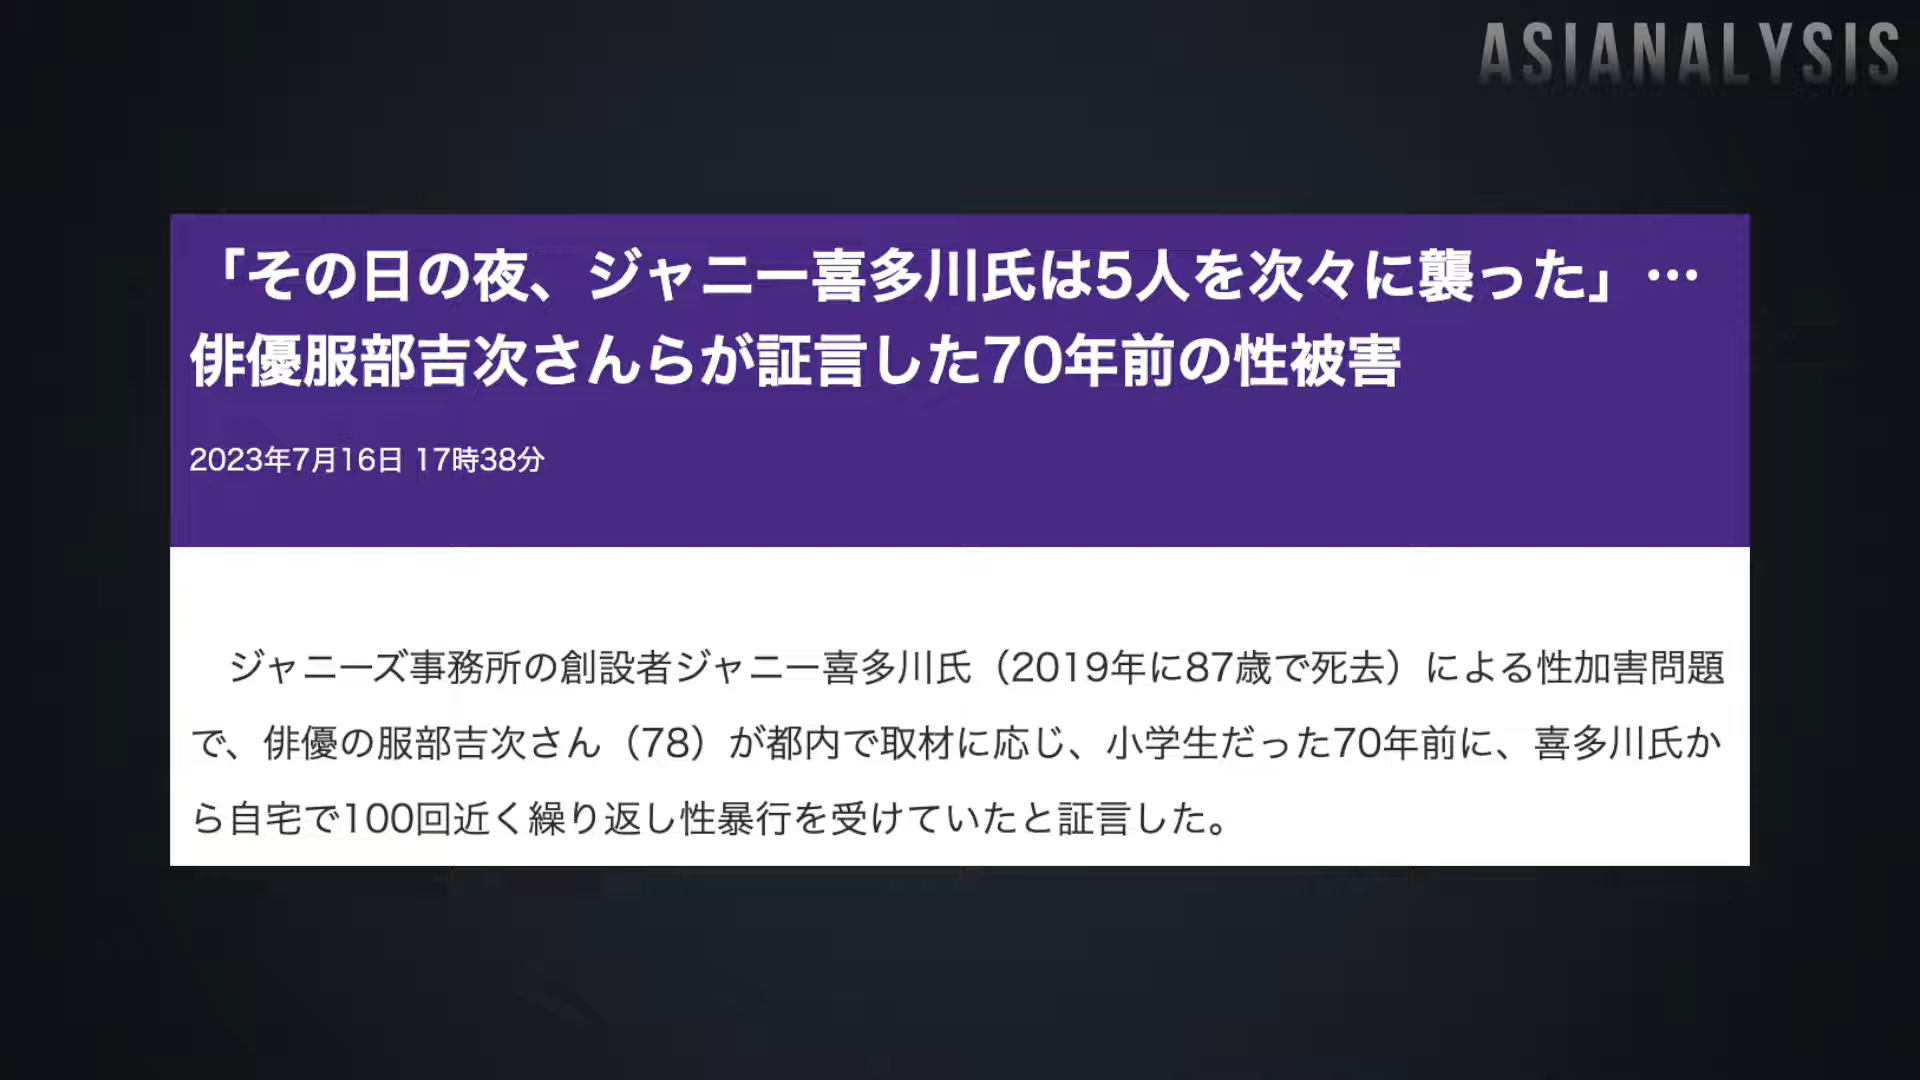 ASIANALYSIS
「その日の夜、ジャニー喜多川氏は5人を次々に襲った」…
俳優服部吉次さんらが証言した70年前の性被害
2023年7月16日 17時38分
ジャニーズ事務所の創設者ジャニー喜多川氏（2019年に87歳で死去）による性加害問題
で、俳優の服部吉次さん（78）が都内で取材に応じ、小学生だった70年前に、喜多川氏か
ら自宅で100回近く繰り返し性暴行を受けていたと証言した。